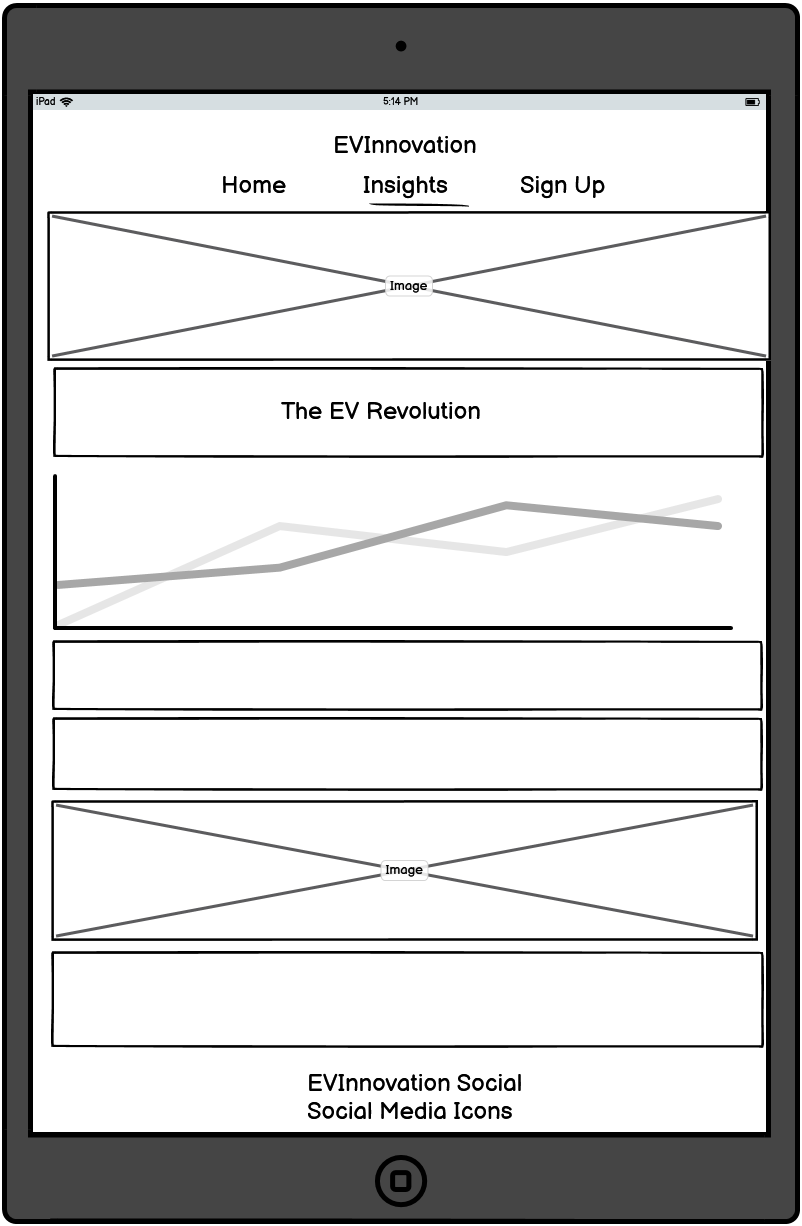 iPad 5:14 PM
EVInnovation
Home Insights Sign Up
Image
The EV Revolution
Image
EVInnovation Social
Social Media Icons